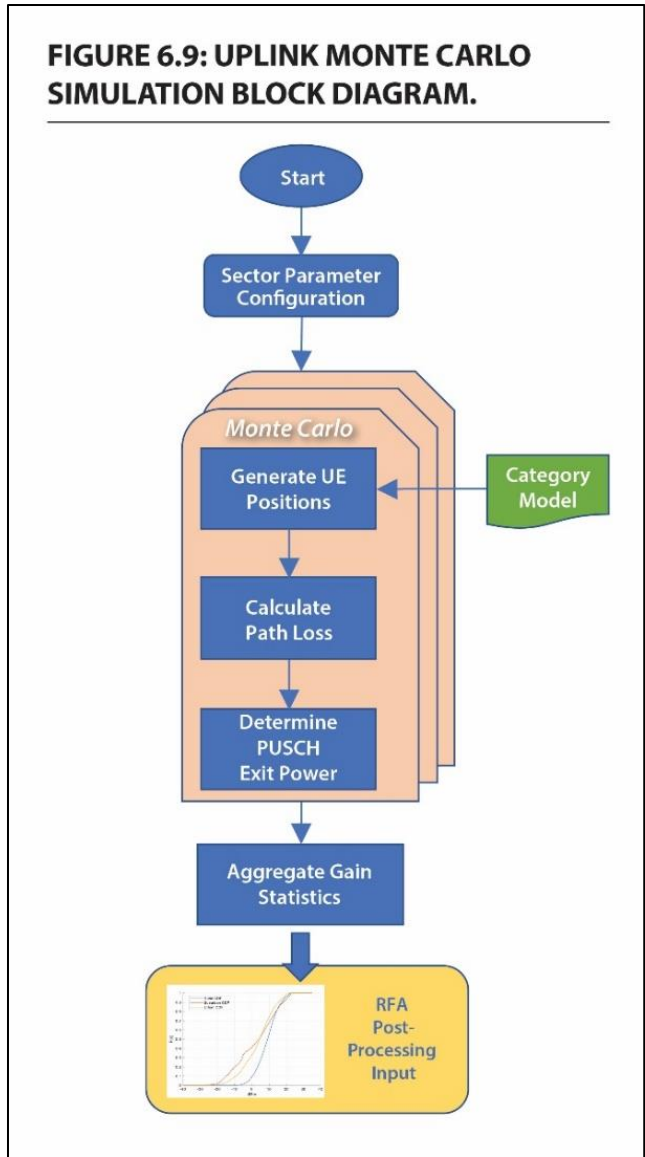 FIGURE 6.9: UPLINK MONTE CARLO
SIMULATION BLOCK DIAGRAM.
Start
Sector Parameter
Configuration
Monte Carlo
Generate UE
Positions
Category
Model
Calculate
Path Loss
Determine
PUSCH
Exit Power
Aggregate Gain
Statistics
RFA
Post-
Processing
Input